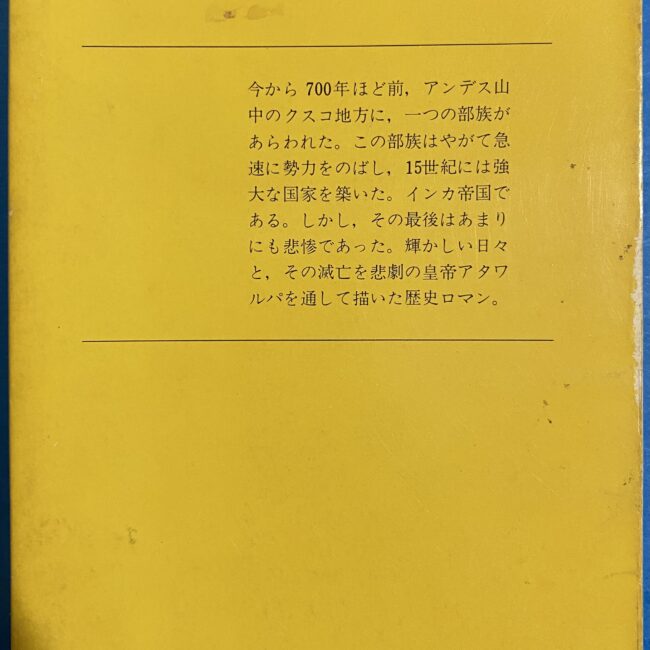 今から700年ほど前，アンデス山
中のクスコ地方に，一つの部族が
あらわれた。この部族はやがて急
速に勢力をのばし，15世紀には強
大な国家を築いた。インカ帝国で
ある。しかし，その最後はあまり
にも悲惨であった。輝かしい日々
と，その滅亡を悲劇の皇帝アタワ
ルパを通して描いた歴史ロマン。